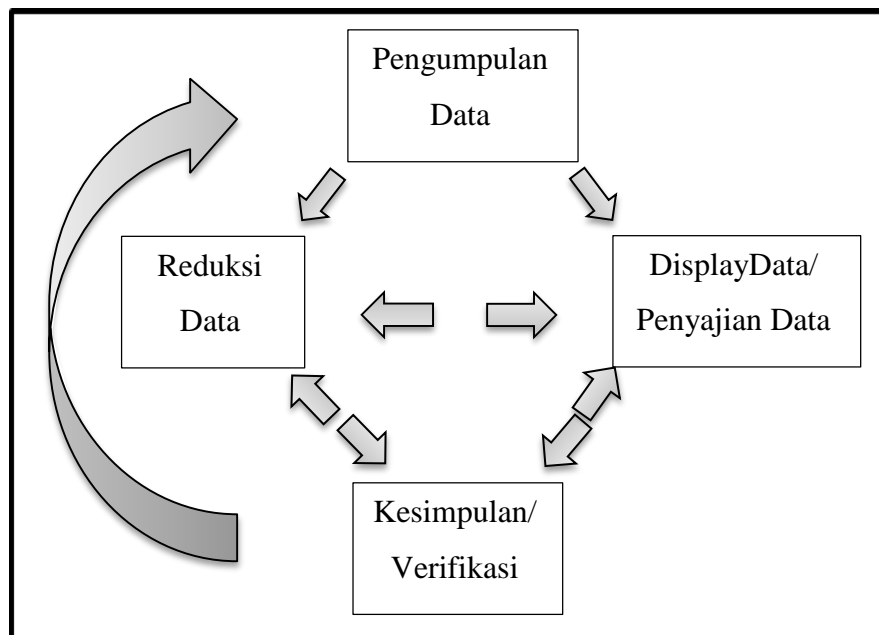 Pengumpulan
Data
Reduksi
Data
DisplayData/
Penyajian Data
Kesimpulan/
Verifikasi